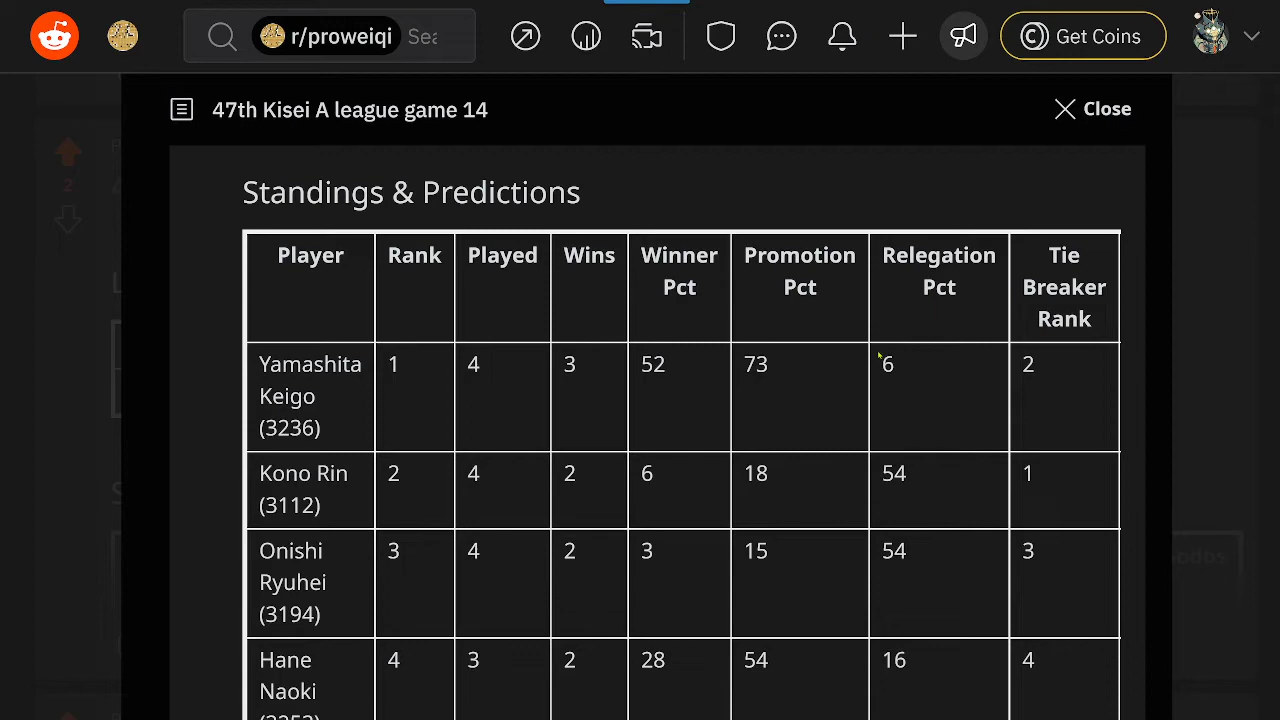 r/proweiqi Sea
Get Coins
47th Kisei A league game 14
Close
Standings & Predictions
Player Rank Played Wins Winner Pct Promotion Pct Relegation Pct Tie Breaker Rank
Yamashita Keigo (3236) 1 4 3 52 73 6 2
Kono Rin (3112) 2 4 2 6 18 54 1
Onishi Ryuhei (3194) 3 4 2 3 15 54 3
Hane Naoki 4 3 2 28 54 16 4
2